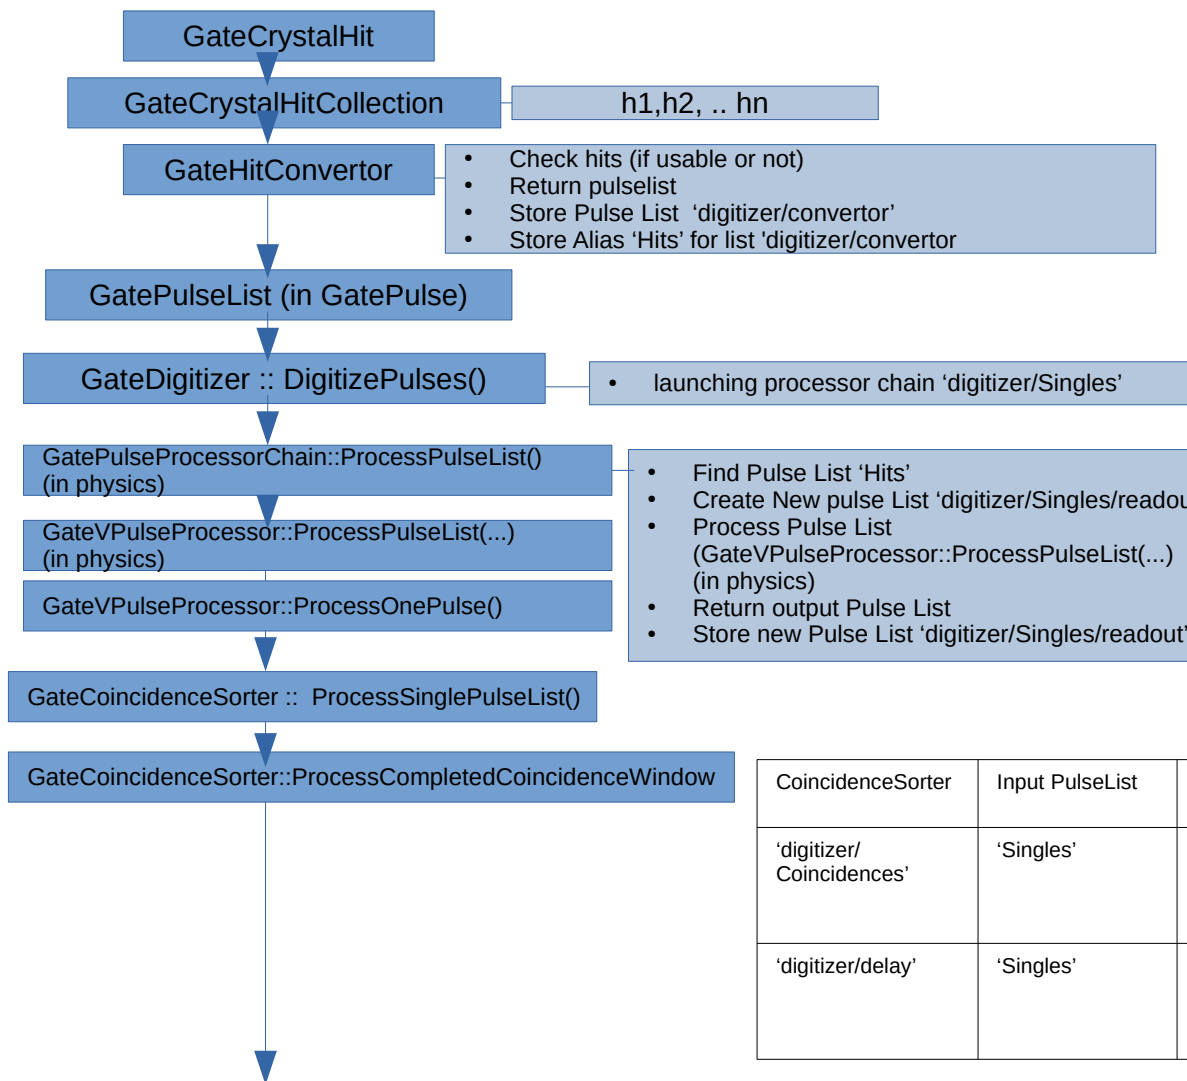 GateCrystalHit
GateCrystalHitCollection
h1,h2, .. hn
GateHitConvertor
• Check hits (if usable or not)
• Return pulselist
• Store Pulse List ‘digitizer/convertor’
• Store Alias ‘Hits’ for list 'digitizer/convertor
GatePulseList (in GatePulse)
GateDigitizer :: DigitizePulses()
• launching processor chain ‘digitizer/Singles’
GatePulseProcessorChain::ProcessPulseList()
(in physics)
• Find Pulse List ‘Hits’
• Create New pulse List ‘digitizer/Singles/readou
• Process Pulse List
(GateVPulseProcessor::ProcessPulseList(...)
(in physics)
• Return output Pulse List
• Store new Pulse List ‘digitizer/Singles/readout’
GateVPulseProcessor::ProcessPulseList(...)
(in physics)
GateVPulseProcessor::ProcessOnePulse()
GateCoincidenceSorter :: ProcessSinglePulseList()
GateCoincidenceSorter::ProcessCompletedCoincidenceWindow
CoincidenceSorter
Input PulseList
‘digitizer/
Coincidences’
‘Singles’
‘digitizer/delay’
‘Singles’